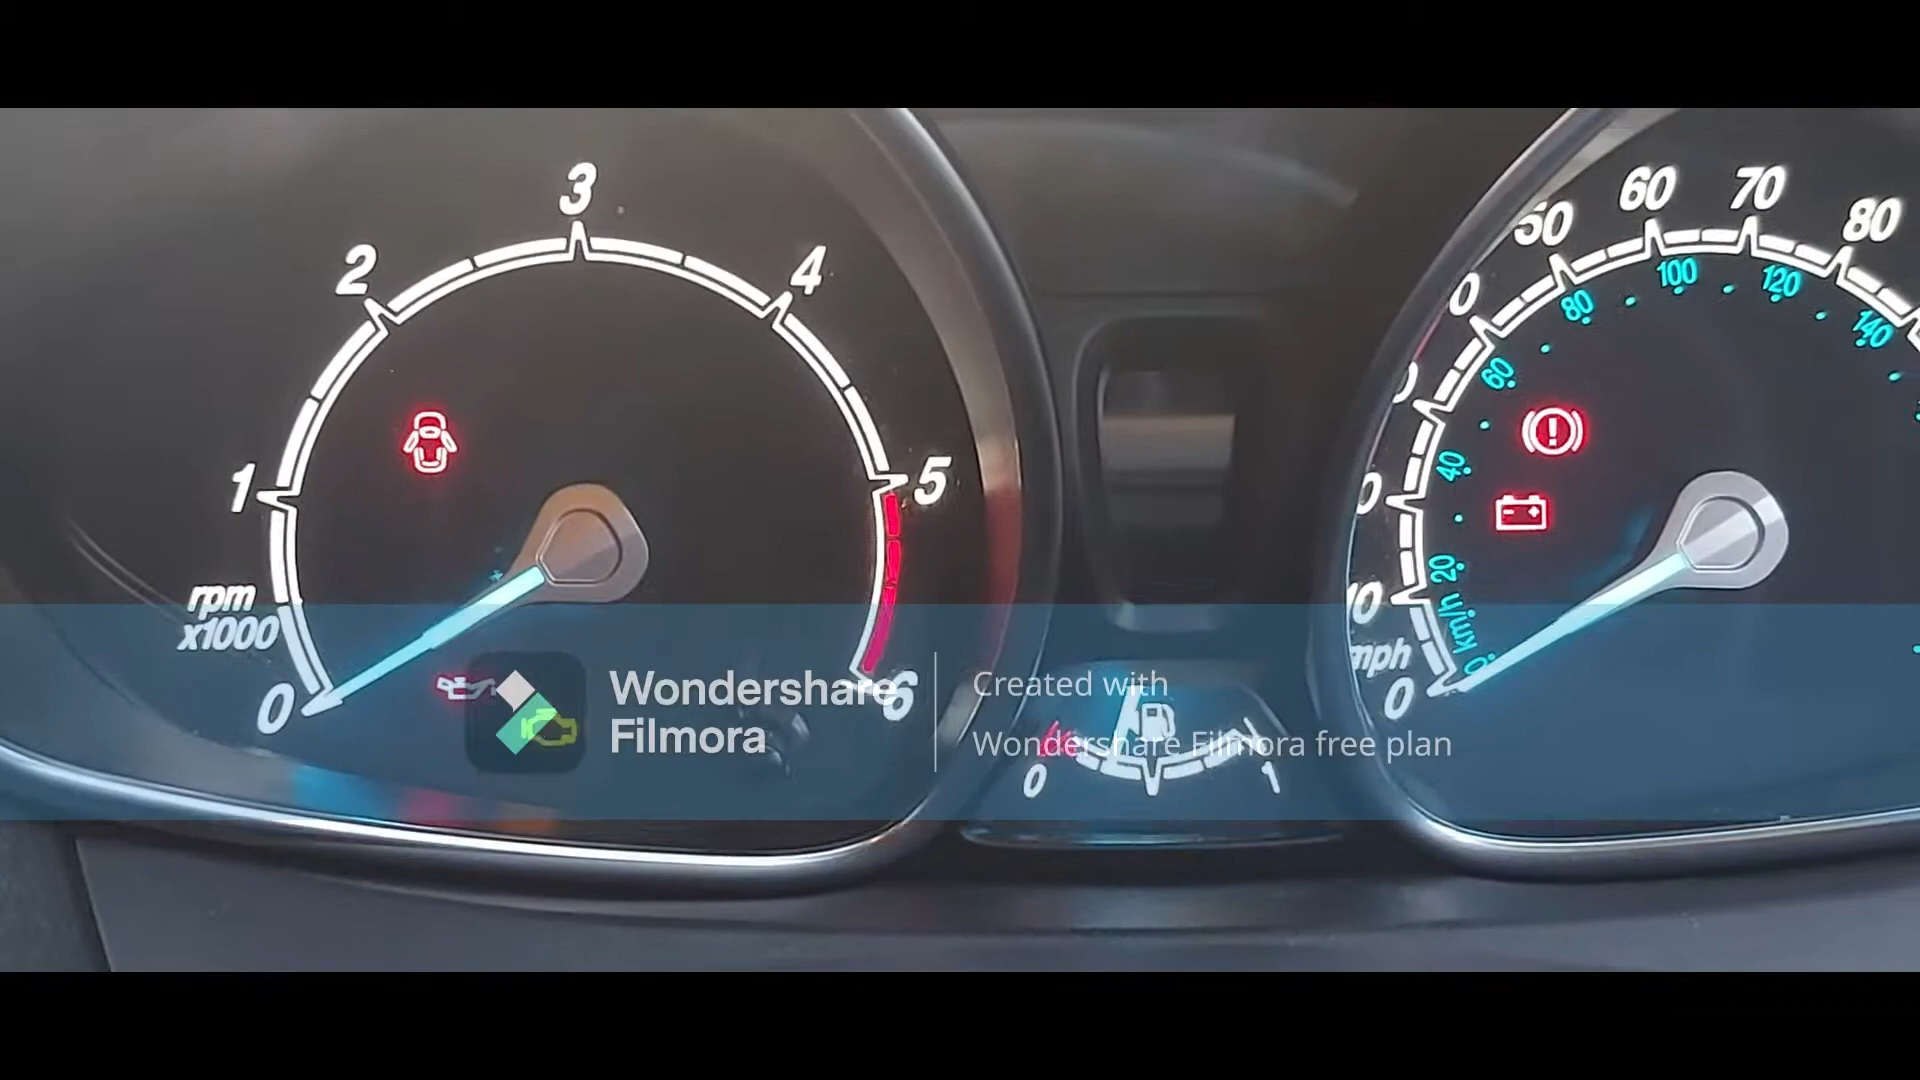 3
2
4
1
5
rpm
x1000
0
6
50
60
70
80
100
120
80
140
60
40
20
km/h
0
mph
0
0
1
Wondershare
Filmora
Created with
Wondershare Filmora free plan